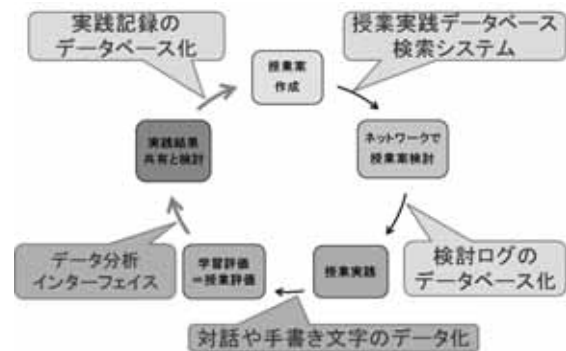 実践記録の
データベース化
授業実践データベース
検索システム
授業案
作成
実践結果
共有と検討
ネットワークで
授業案検討
データ分析
インターフェイス
学習評価
＝授業評価
授業実践
検討ログの
データベース化
対話や手書き文字のデータ化